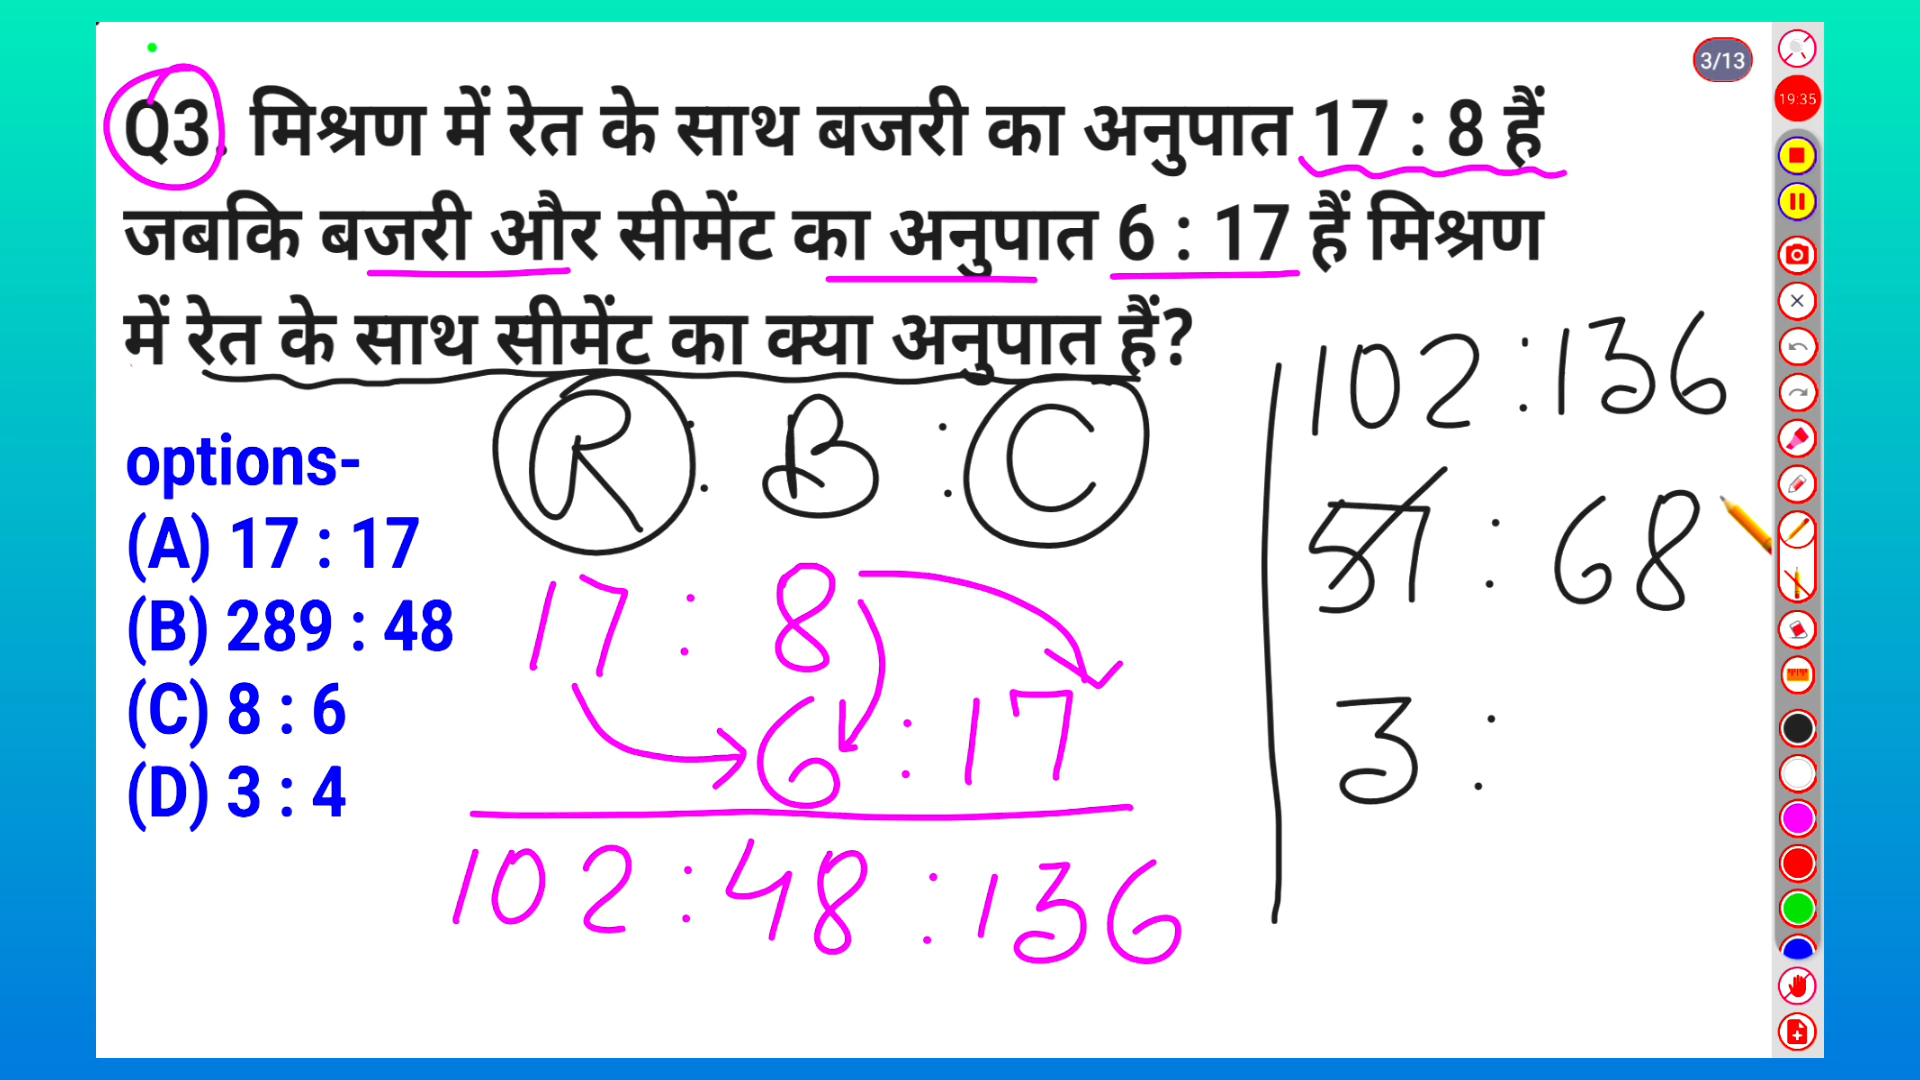 3/13
19:35
Q3. मिश्रण में रेत के साथ बजरी का अनुपात 17 : 8 हैं
जबकि बजरी और सीमेंट का अनुपात 6 : 17 हैं मिश्रण
में रेत के साथ सीमेंट का क्या अनुपात हैं?
options-
(A) 17 : 17
(B) 289 : 48
(C) 8 : 6
(D) 3 : 4
R : B : C
17 : 8
6 : 17
102 : 48 : 136
102 : 136
51 : 68
3 :